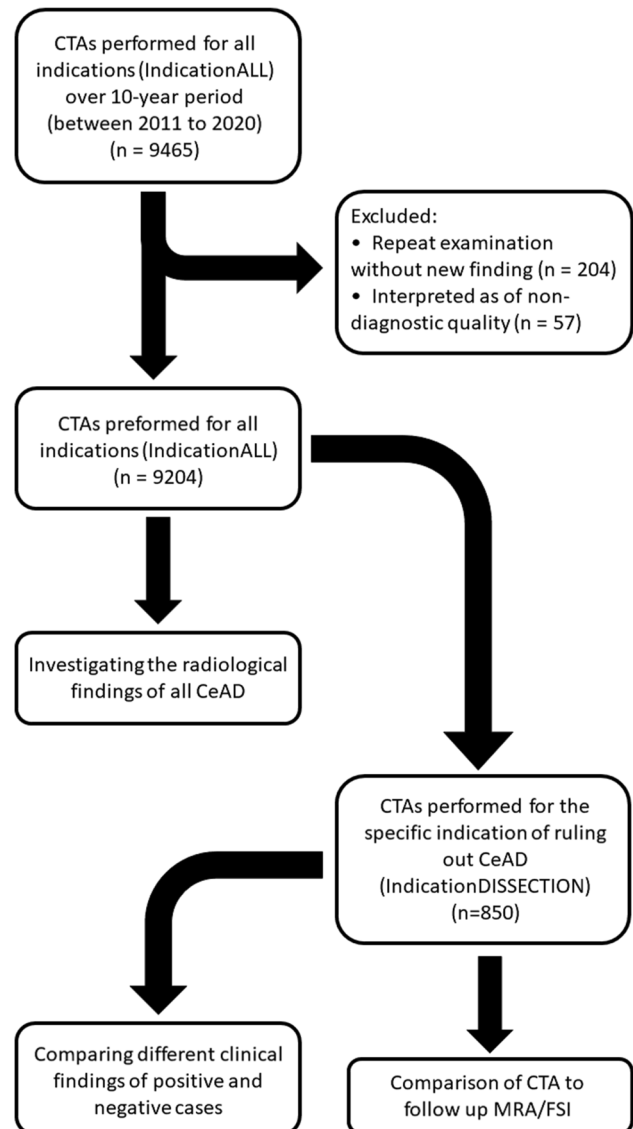 CTAs performed for all
indications (IndicationALL)
over 10-year period
(between 2011 to 2020)
(n = 9465)
Excluded:
• Repeat examination
without new finding (n = 204)
• Interpreted as of non-
diagnostic quality (n = 57)
CTAs preformed for all
indications (IndicationALL)
(n = 9204)
Investigating the radiological
findings of all CeAD
CTAs performed for the
specific indication of ruling
out CeAD
(IndicationDISSECTION)
(n=850)
Comparing different clinical
findings of positive and
negative cases
Comparison of CTA to
follow up MRA/FSI